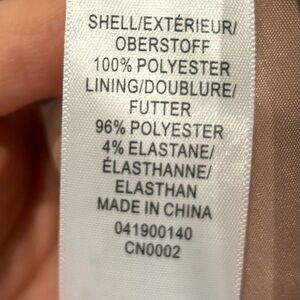 SHELL/EXTÉRIEUR/
OBERSTOFF
100% POLYESTER
LINING/DOUBLURE/
FUTTER
96% POLYESTER
4% ELASTANE/
ÉLASTHANNE/
ELASTHAN
MADE IN CHINA
041900140
CN0002